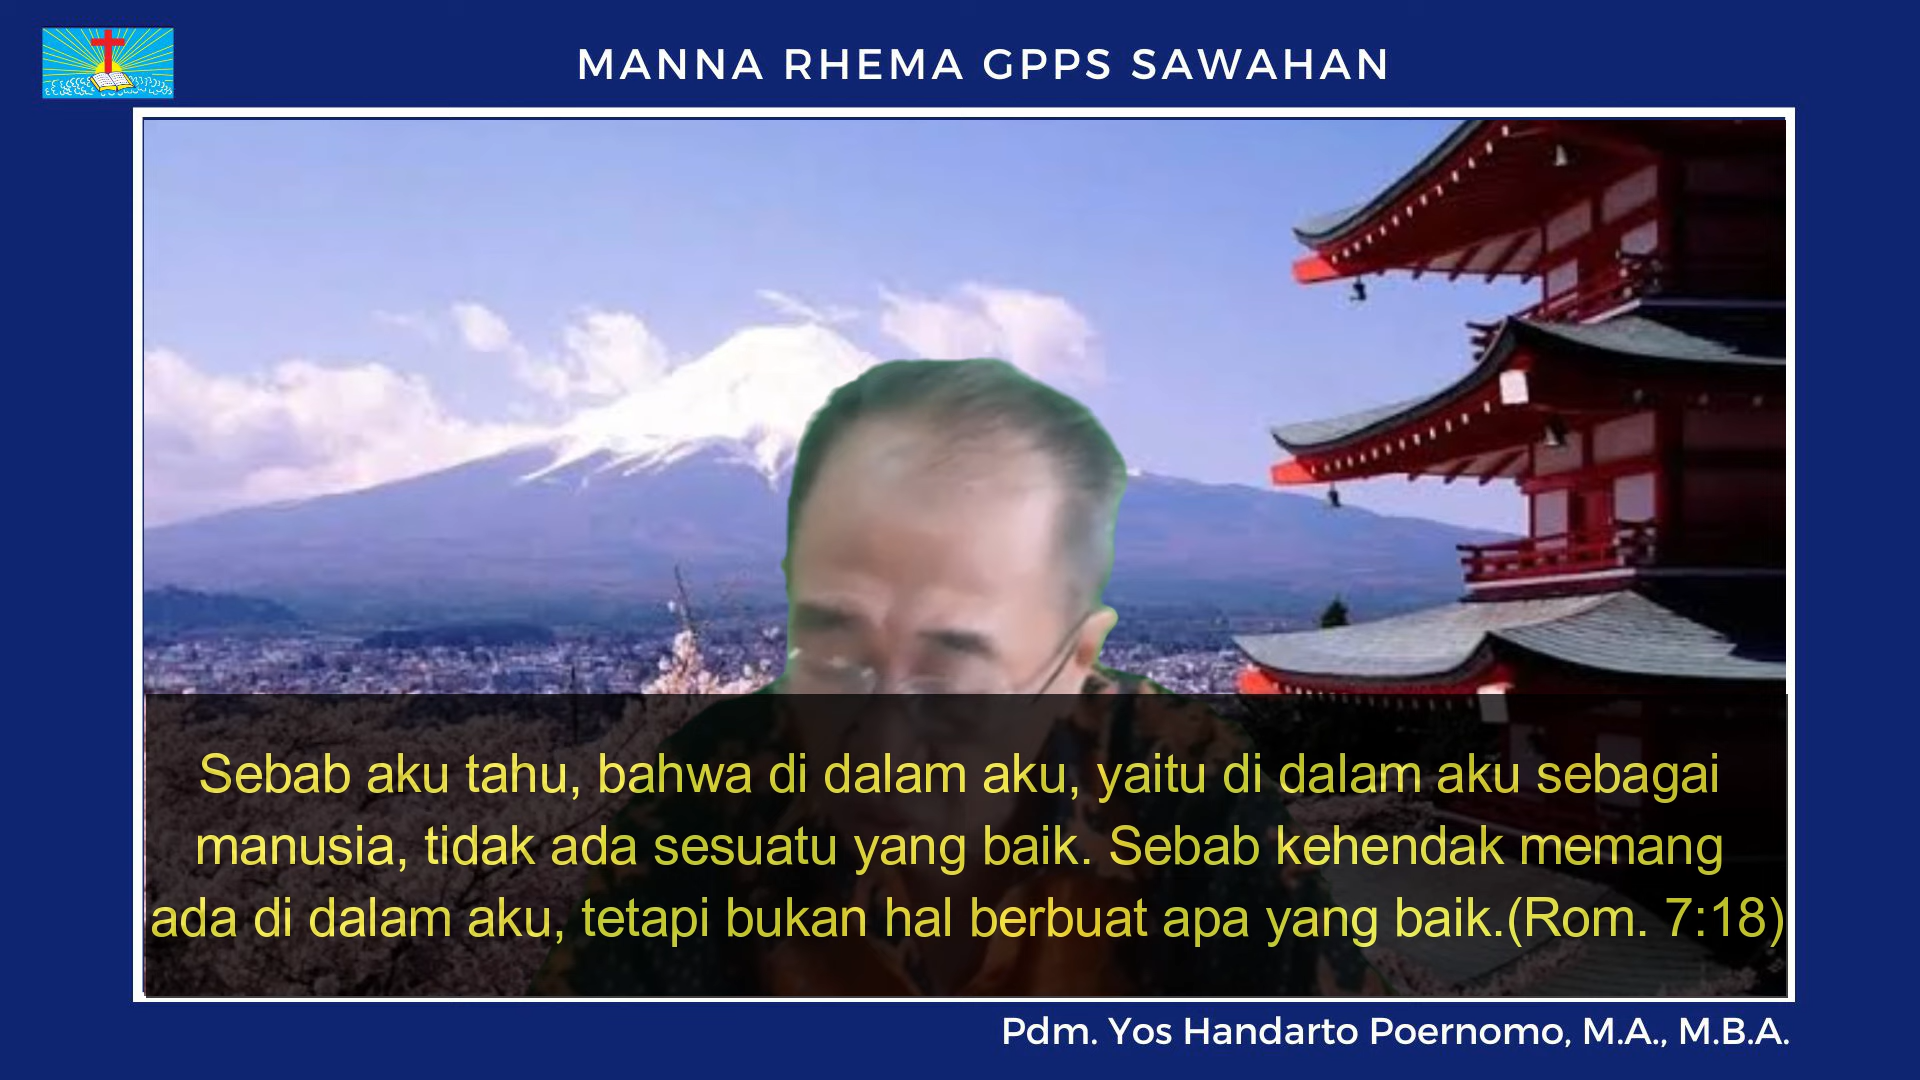 MANNA RHEMA GPPS SAWAHAN
Sebab aku tahu, bahwa di dalam aku, yaitu di dalam aku sebagai
manusia, tidak ada sesuatu yang baik. Sebab kehendak memang
ada di dalam aku, tetapi bukan hal berbuat apa yang baik.(Rom. 7:18)
Pdm. Yos Handarto Poernomo, M.A., M.B.A.